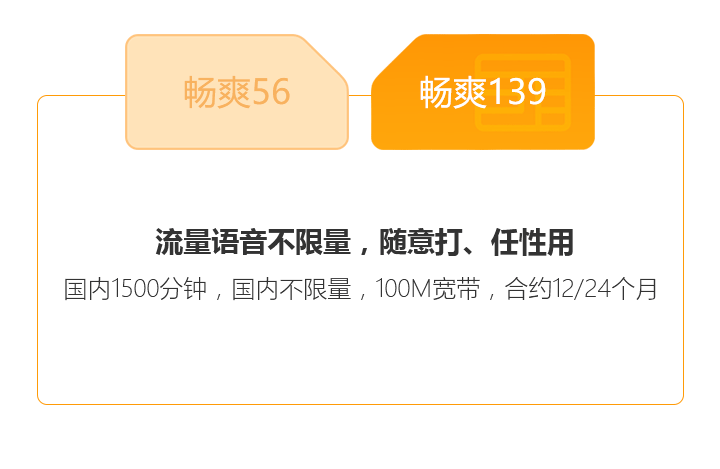 畅爽56
畅爽139
流量语音不限量，随意打、任性用
国内1500分钟，国内不限量，100M宽带，合约12/24个月